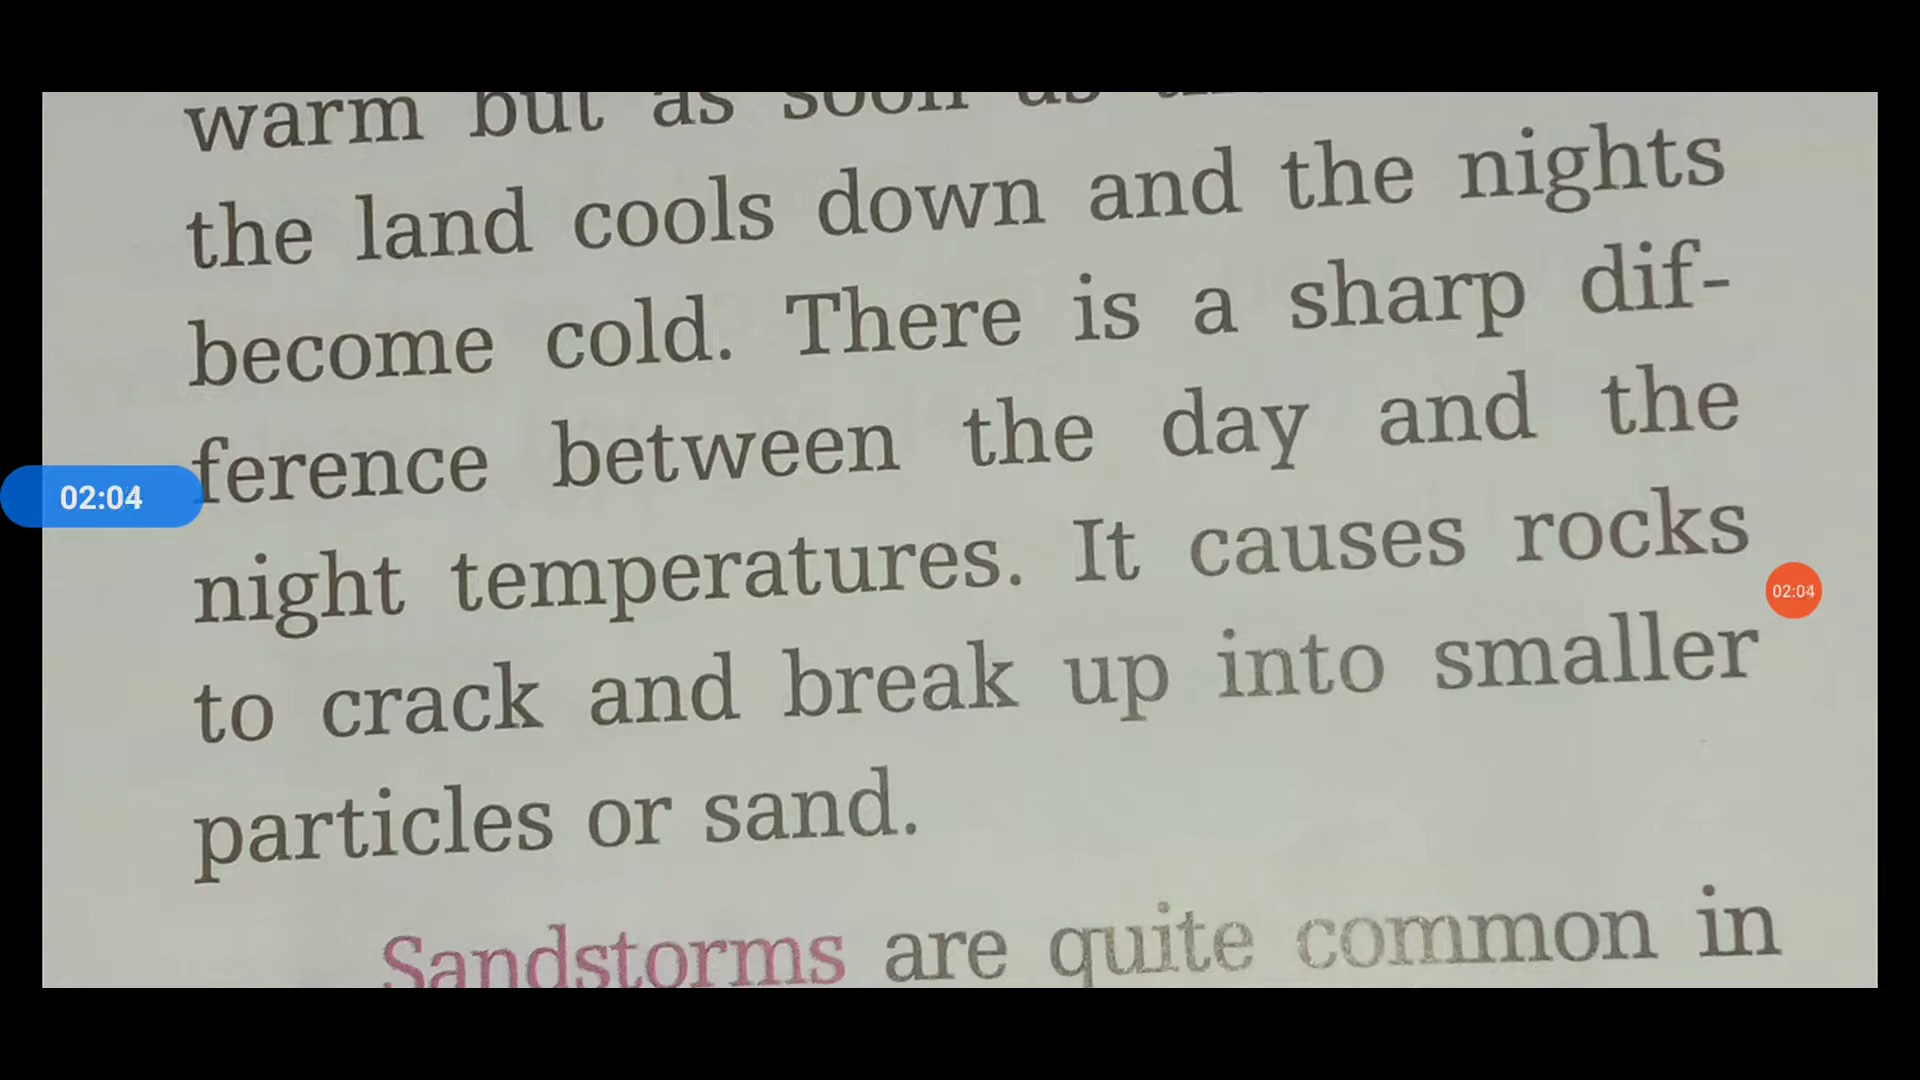 warm but as soon as
the land cools down and the nights
become cold. There is a sharp dif-
ference between the day and the
night temperatures. It causes rocks
to crack and break up into smaller
particles or sand.
Sandstorms are quite common in
02:04
02:04